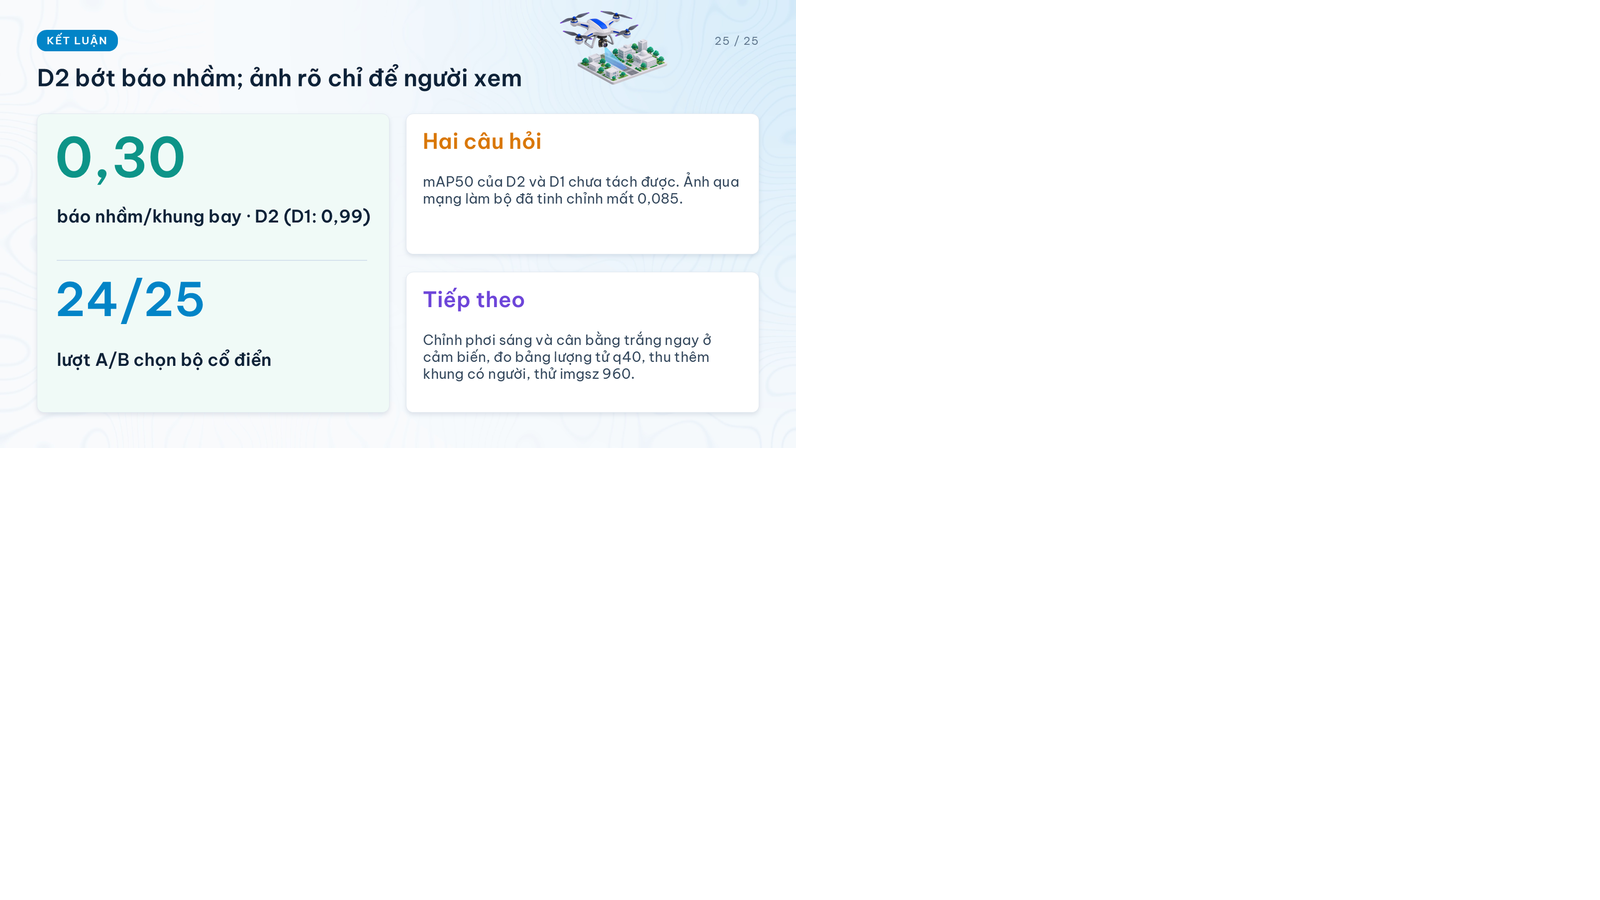 KẾT LUẬN
25 / 25
D2 bớt báo nhầm; ảnh rõ chỉ để người xem
0,30
báo nhầm/khung bay · D2 (D1: 0,99)
24/25
lượt A/B chọn bộ cổ điển
Hai câu hỏi
mAP50 của D2 và D1 chưa tách được. Ảnh qua
mạng làm bộ đã tinh chỉnh mất 0,085.
Tiếp theo
Chỉnh phơi sáng và cân bằng trắng ngay ở
cảm biến, đo bảng lượng tử q40, thu thêm
khung có người, thử imgsz 960.